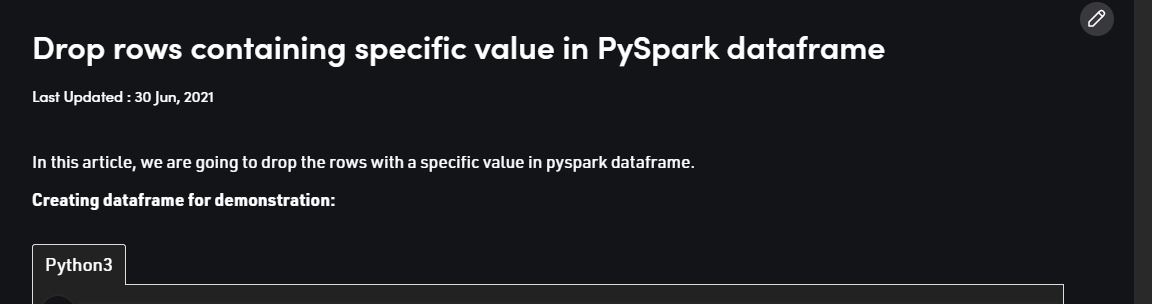 Drop rows containing specific value in PySpark dataframe
Last Updated : 30 Jun, 2021
In this article, we are going to drop the rows with a specific value in pyspark dataframe.
Creating dataframe for demonstration:
Python3